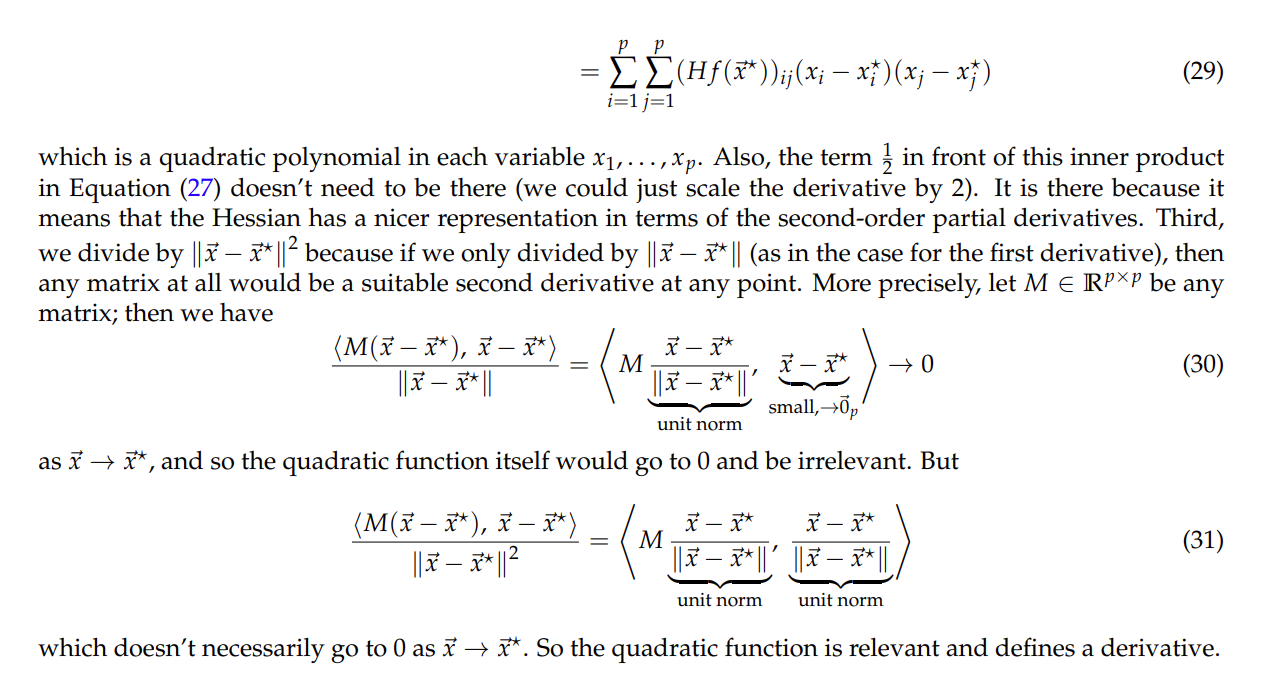 = \sum_{i=1}^{p} \sum_{j=1}^{p} (Hf(\vec{x}^\star))_{ij}(x_i - x_i^\star)(x_j - x_j^\star) (29)
which is a quadratic polynomial in each variable x_1, . . . , x_p. Also, the term \frac{1}{2} in front of this inner product
in Equation (27) doesn't need to be there (we could just scale the derivative by 2). It is there because it
means that the Hessian has a nicer representation in terms of the second-order partial derivatives. Third,
we divide by \|\vec{x} - \vec{x}^\star\|^2 because if we only divided by \|\vec{x} - \vec{x}^\star\| (as in the case for the first derivative), then
any matrix at all would be a suitable second derivative at any point. More precisely, let M ∈ ℝ^{p×p} be any
matrix; then we have
\frac{\langle M(\vec{x} - \vec{x}^\star), \vec{x} - \vec{x}^\star \rangle}{\|\vec{x} - \vec{x}^\star\|} = \left\langle M \underbrace{\frac{\vec{x} - \vec{x}^\star}{\|\vec{x} - \vec{x}^\star\|}}_{\text{unit norm}}, \underbrace{\vec{x} - \vec{x}^\star}_{\text{small}, \to \vec{0}_p} \right\rangle \to 0 (30)
as \vec{x} → \vec{x}^\star, and so the quadratic function itself would go to 0 and be irrelevant. But
\frac{\langle M(\vec{x} - \vec{x}^\star), \vec{x} - \vec{x}^\star \rangle}{\|\vec{x} - \vec{x}^\star\|^2} = \left\langle M \underbrace{\frac{\vec{x} - \vec{x}^\star}{\|\vec{x} - \vec{x}^\star\|}}_{\text{unit norm}}, \underbrace{\frac{\vec{x} - \vec{x}^\star}{\|\vec{x} - \vec{x}^\star\|}}_{\text{unit norm}} \right\rangle (31)
which doesn't necessarily go to 0 as \vec{x} → \vec{x}^\star. So the quadratic function is relevant and defines a derivative.